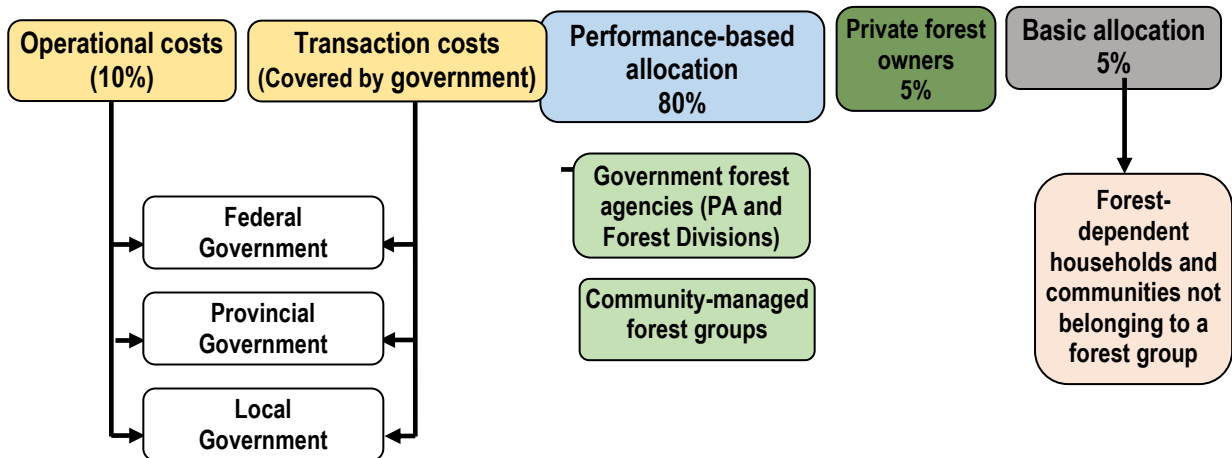 Operational costs
(10%)
Transaction costs
(Covered by government)
Performance-based
allocation
80%
Private forest
owners
5%
Basic allocation
5%
Federal
Government
Provincial
Government
Local
Government
Government forest
agencies (PA and
Forest Divisions)
Community-managed
forest groups
Forest-
dependent
households and
communities not
belonging to a
forest group